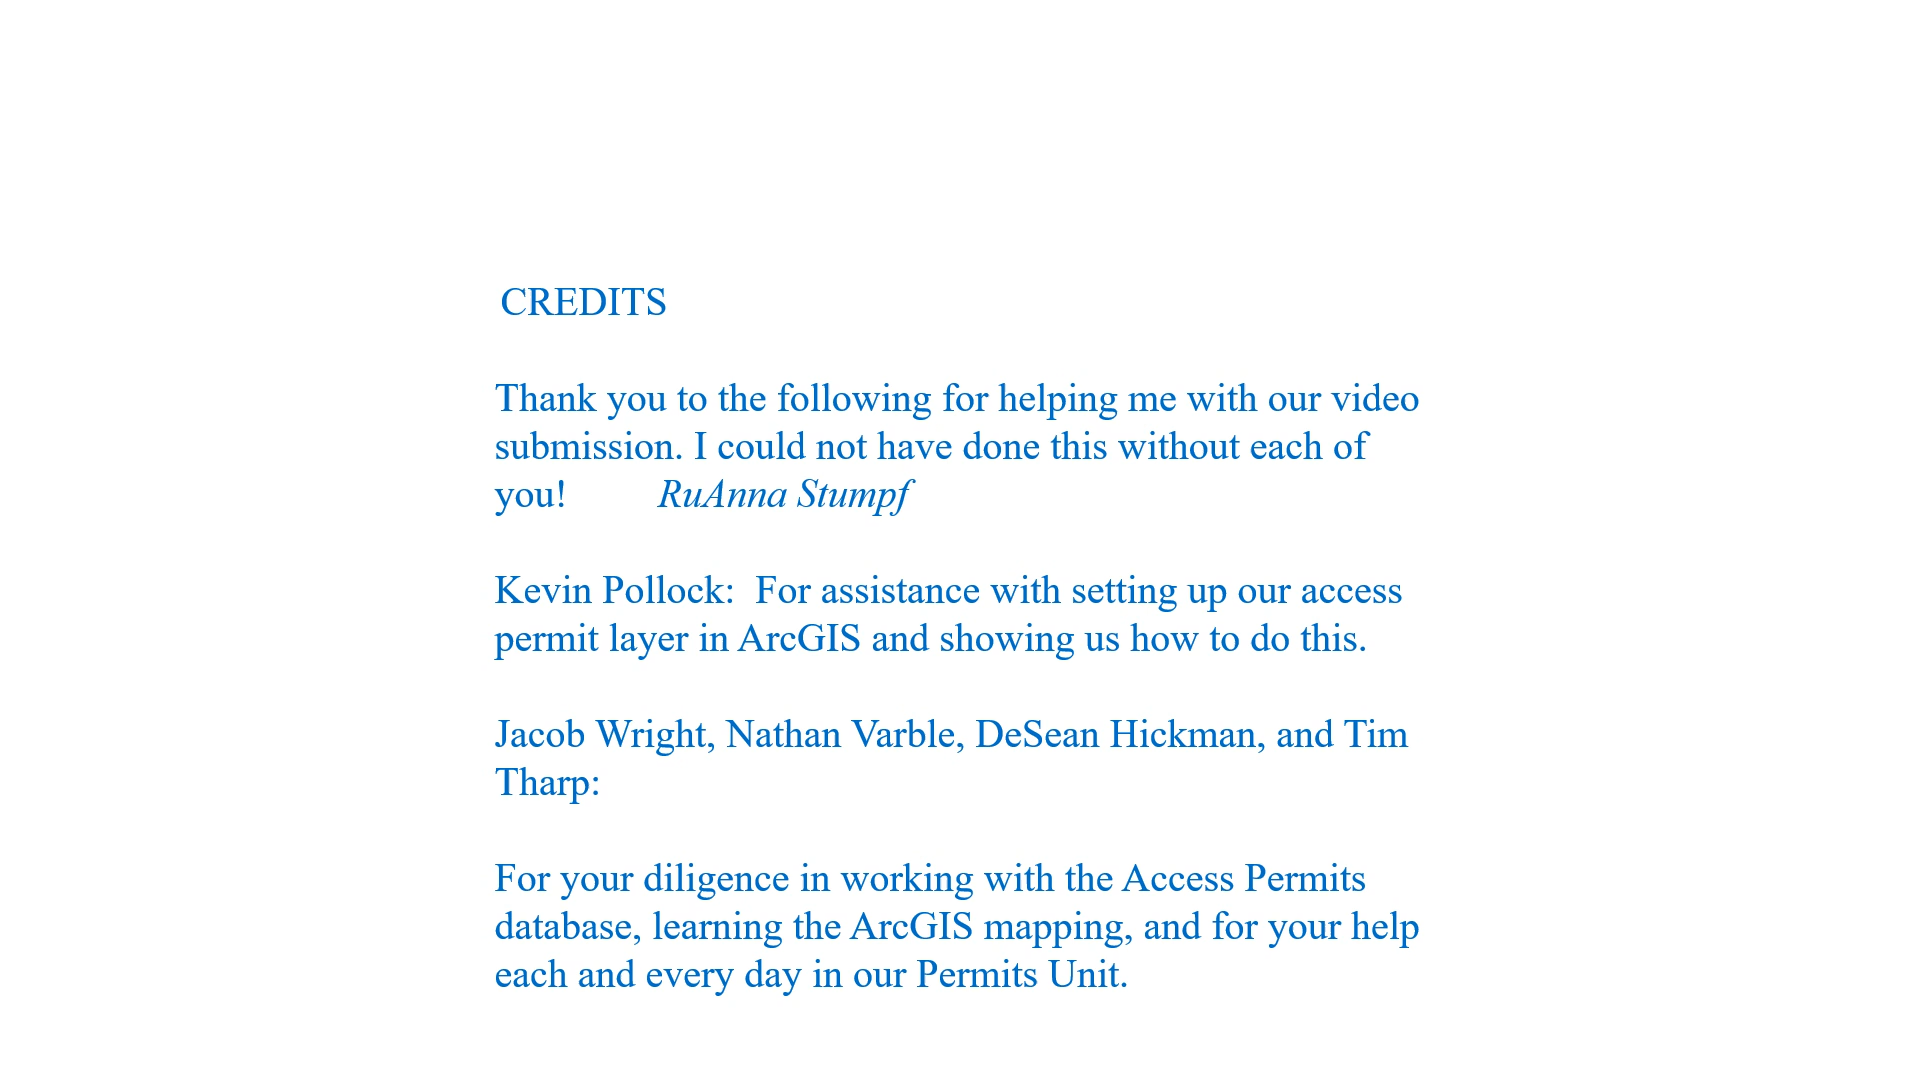 CREDITS
Thank you to the following for helping me with our video
submission. I could not have done this without each of
you! RuAnna Stumpf
Kevin Pollock: For assistance with setting up our access
permit layer in ArcGIS and showing us how to do this.
Jacob Wright, Nathan Varble, DeSean Hickman, and Tim
Tharp:
For your diligence in working with the Access Permits
database, learning the ArcGIS mapping, and for your help
each and every day in our Permits Unit.